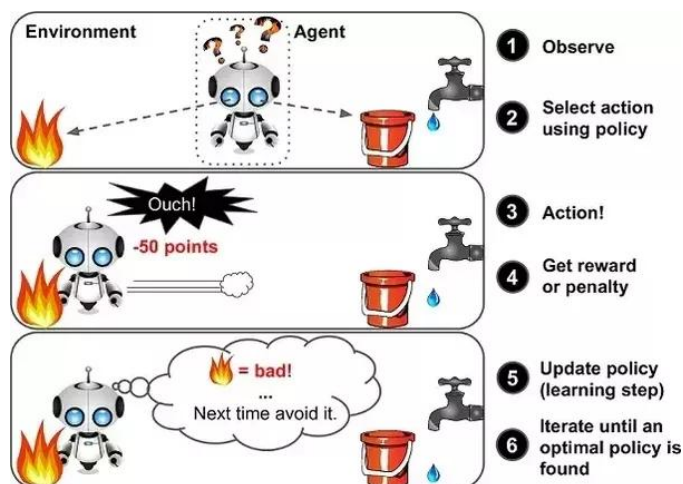 Environment
Agent
? ? ?
1 Observe
2 Select action
using policy
Ouch!
-50 points
3 Action!
4 Get reward
or penalty
= bad!
...
Next time avoid it.
5 Update policy
(learning step)
6 Iterate until an
optimal policy is
found